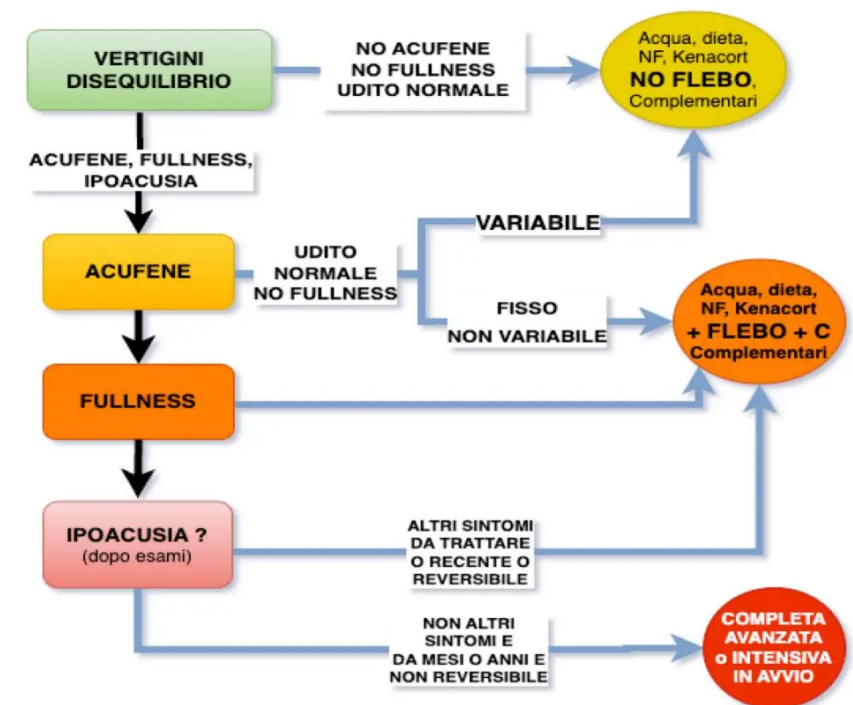 VERTIGINI
DISEQUILIBRIO
NO ACUFENE
NO FULLNESS
UDITO NORMALE
Acqua, dieta,
NF, Kenacort
NO FLEBO,
Complementari
ACUFENE, FULLNESS,
IPOACUSIA
ACUFENE
UDITO
NORMALE
NO FULLNESS
VARIABILE
FISSO
NON VARIABILE
Acqua, dieta,
NF, Kenacort
+ FLEBO + C
Complementari
FULLNESS
IPOACUSIA ?
(dopo esami)
ALTRI SINTOMI
DA TRATTARE
O RECENTE O
REVERSIBILE
NON ALTRI
SINTOMI E
DA MESI O ANNI E
NON REVERSIBILE
COMPLETA
AVANZATA
o INTENSIVA
IN AVVIO